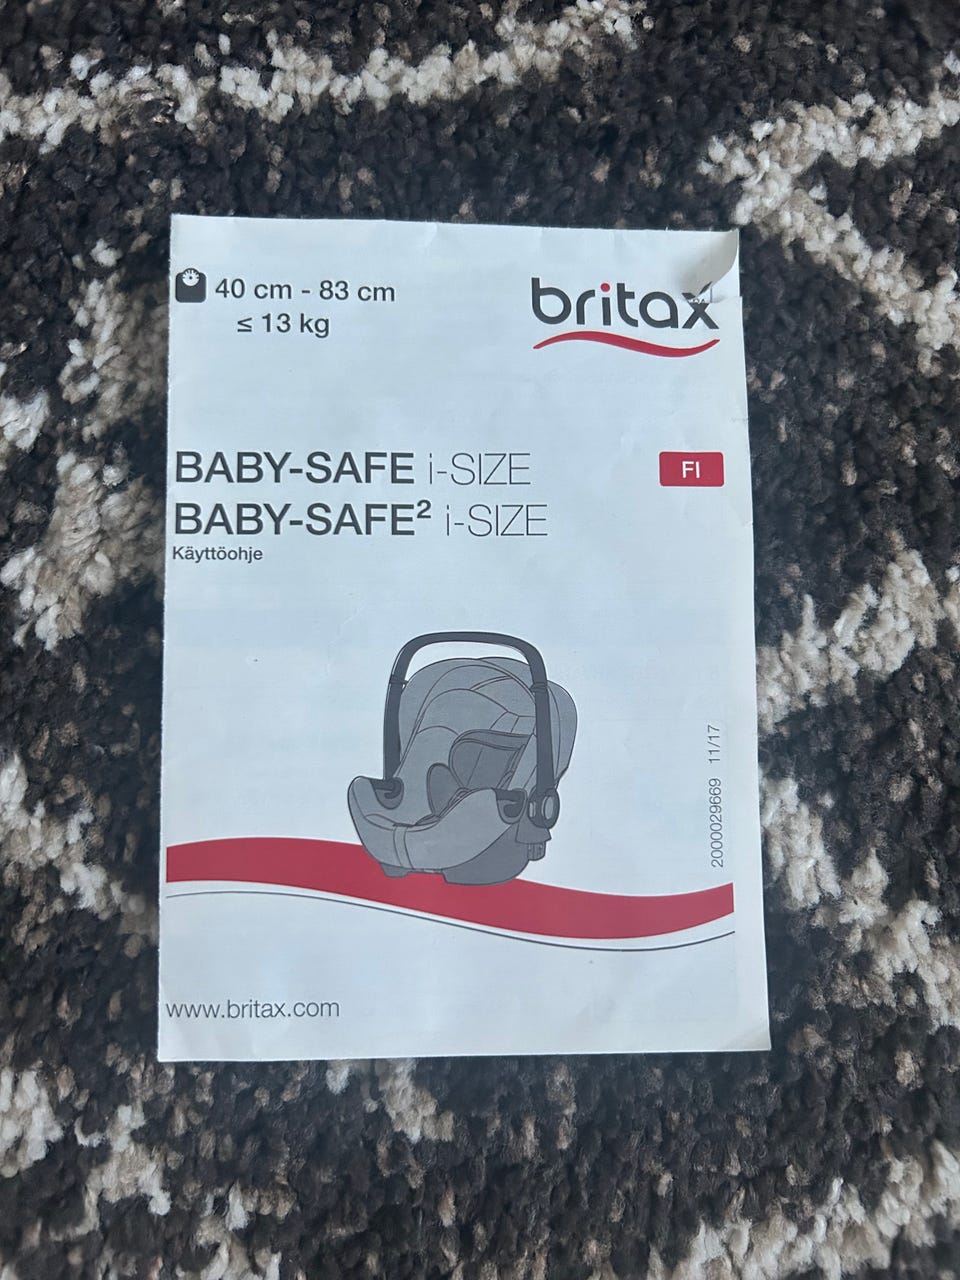 40 cm - 83 cm
≤ 13 kg
britax
BABY-SAFE i-SIZE
FI
BABY-SAFE² i-SIZE
Käyttöohje
2000029669 11/17
www.britax.com